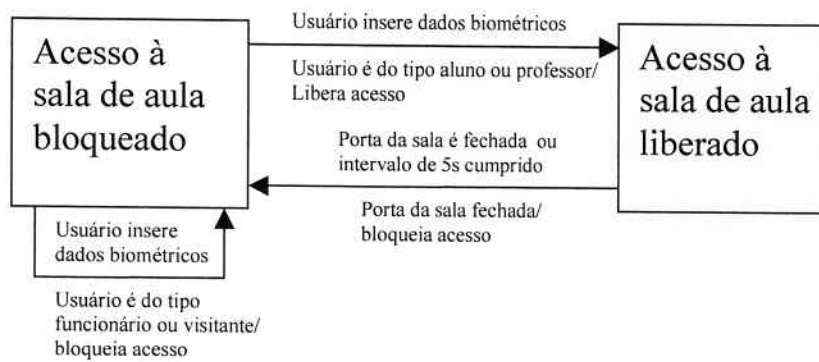 Acesso à
sala de aula
bloqueado
Usuário insere dados biométricos
Usuário é do tipo aluno ou professor/
Libera acesso
Acesso à
sala de aula
liberado
Porta da sala é fechada ou
intervalo de 5s cumprido
Porta da sala fechada/
bloqueia acesso
Usuário insere
dados biométricos
Usuário é do tipo
funcionário ou visitante/
bloqueia acesso